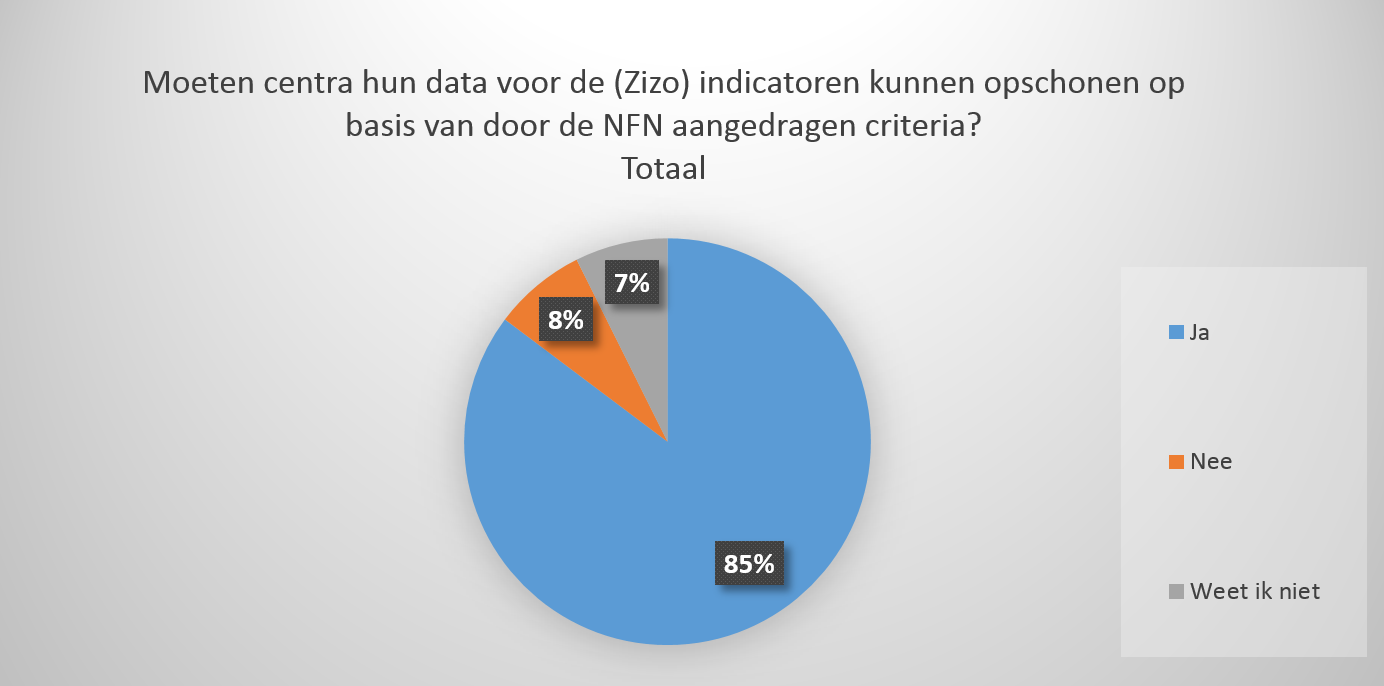 Moeten centra hun data voor de (Zizo) indicatoren kunnen opschonen op
basis van door de NFN aangedragen criteria?
Totaal
7%
8%
85%
Ja
Nee
Weet ik niet